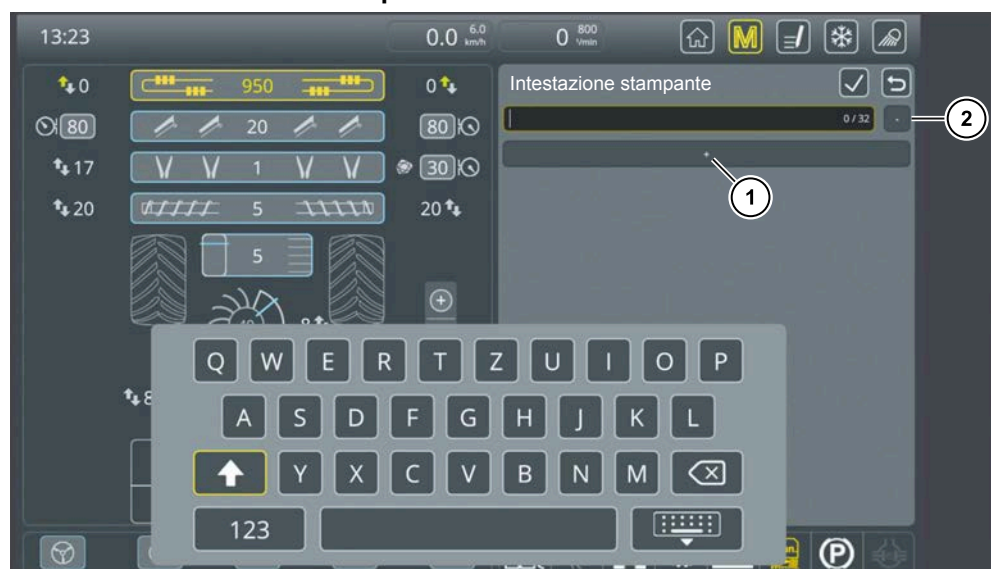 13:23
0.0 6.0 km/h
0 800 1/min
M
0 950 0
80 20 80
17 1 30
20 5 20
5
8
Intestazione stampante
0 / 32 -
+
2
1
Q W E R T Z U I O P
A S D F G H J K L
Y X C V B N M
123
P